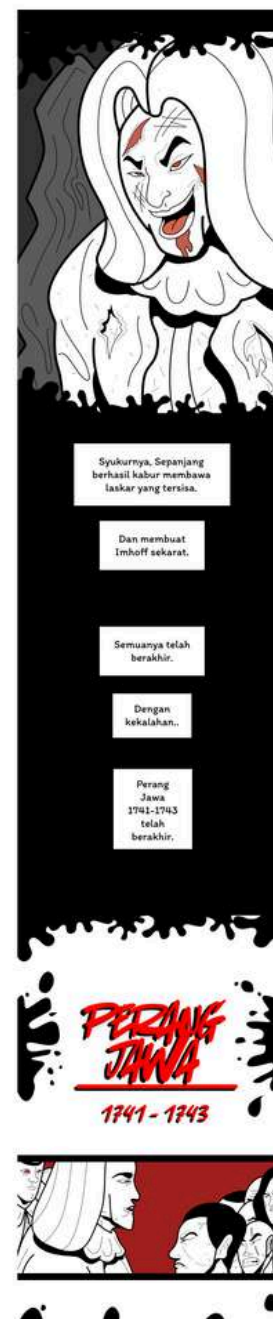 Syukurnya, Sepanjang
berhasil kabur membawa
laskar yang tersisa.
Dan membuat
Imhoff sekarat.
Semuanya telah
berakhir.
Dengan
kekalahan..
Perang
Jawa
1741-1743
telah
berakhir.
PERANG
JAWA
1741 - 1743